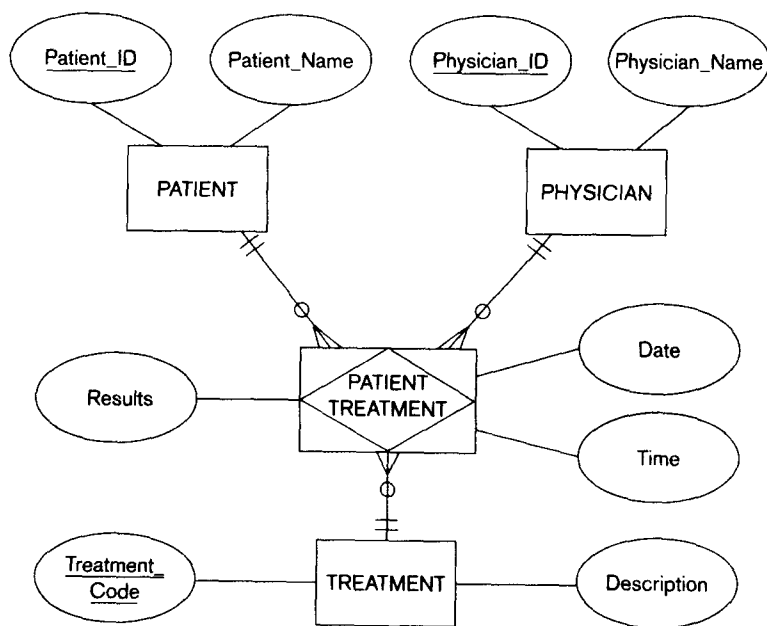 Patient_ID
Patient_Name
Physician_ID
Physician_Name
PATIENT
PHYSICIAN
Results
PATIENT
TREATMENT
Date
Time
Treatment_
Code
TREATMENT
Description